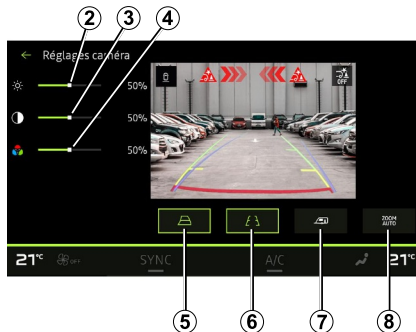 2 3 4
← Réglages caméra
OFF
50%
50%
50%
ZOOM AUTO
21°C OFF SYNC A/C 21°C
5 6 7 8